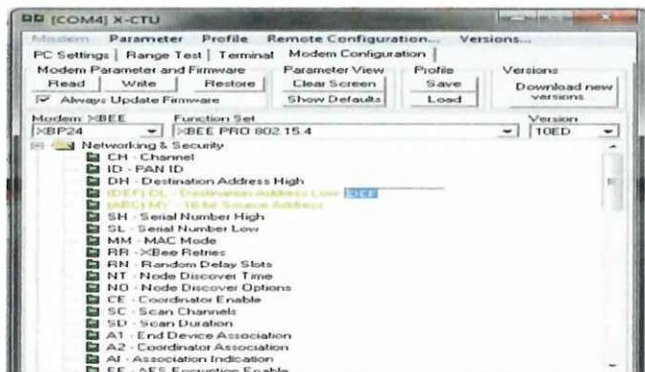 [COM4] X-CTU
Modem Parameter Profile Remote Configuration... Versions...
PC Settings Range Test Terminal Modem Configuration
Modem Parameter and Firmware Parameter View Profile Versions
Read Write Restore Clear Screen Save Download new versions...
Always Update Firmware Show Defaults Load
Modem: XBEE Function Set Version
XBP24 XBEE PRO 802.15.4 10ED
Networking & Security
CH - Channel
ID - PAN ID
DH - Destination Address High
(DEF) DL - Destination Address Low DEF
(ABC) MY - 16-bit Source Address
SH - Serial Number High
SL - Serial Number Low
MM - MAC Mode
RR - XBee Retries
RN - Random Delay Slots
NT - Node Discover Time
NO - Node Discover Options
CE - Coordinator Enable
SC - Scan Channels
SD - Scan Duration
A1 - End Device Association
A2 - Coordinator Association
AI - Association Indication
EE - AES Encryption Enable